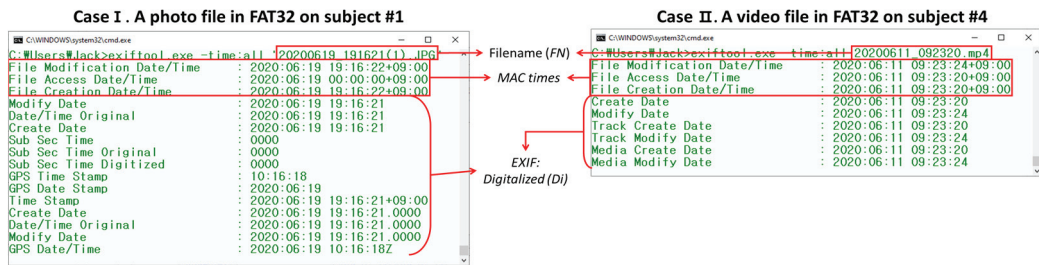 Case Ⅰ. A photo file in FAT32 on subject #1
C:\WINDOWS\system32\cmd.exe
C:₩Users₩Jack>exiftool.exe -time:all "20200619_191621(1).JPG"
File Modification Date/Time : 2020:06:19 19:16:22+09:00
File Access Date/Time : 2020:06:19 00:00:00+09:00
File Creation Date/Time : 2020:06:19 19:16:22+09:00
Modify Date : 2020:06:19 19:16:21
Date/Time Original : 2020:06:19 19:16:21
Create Date : 2020:06:19 19:16:21
Sub Sec Time : 0000
Sub Sec Time Original : 0000
Sub Sec Time Digitized : 0000
GPS Time Stamp : 10:16:18
GPS Date Stamp : 2020:06:19
Time Stamp : 2020:06:19 19:16:21+09:00
Create Date : 2020:06:19 19:16:21.0000
Date/Time Original : 2020:06:19 19:16:21.0000
Modify Date : 2020:06:19 19:16:21.0000
GPS Date/Time : 2020:06:19 10:16:18Z
Filename (FN)
MAC times
EXIF:
Digitalized (Di)
Case Ⅱ. A video file in FAT32 on subject #4
C:\WINDOWS\system32\cmd.exe
C:₩Users₩Jack>exiftool.exe -time:all 20200611_092320.mp4
File Modification Date/Time : 2020:06:11 09:23:24+09:00
File Access Date/Time : 2020:06:11 09:23:20+09:00
File Creation Date/Time : 2020:06:11 09:23:20+09:00
Create Date : 2020:06:11 09:23:20
Modify Date : 2020:06:11 09:23:24
Track Create Date : 2020:06:11 09:23:20
Track Modify Date : 2020:06:11 09:23:24
Media Create Date : 2020:06:11 09:23:20
Media Modify Date : 2020:06:11 09:23:24